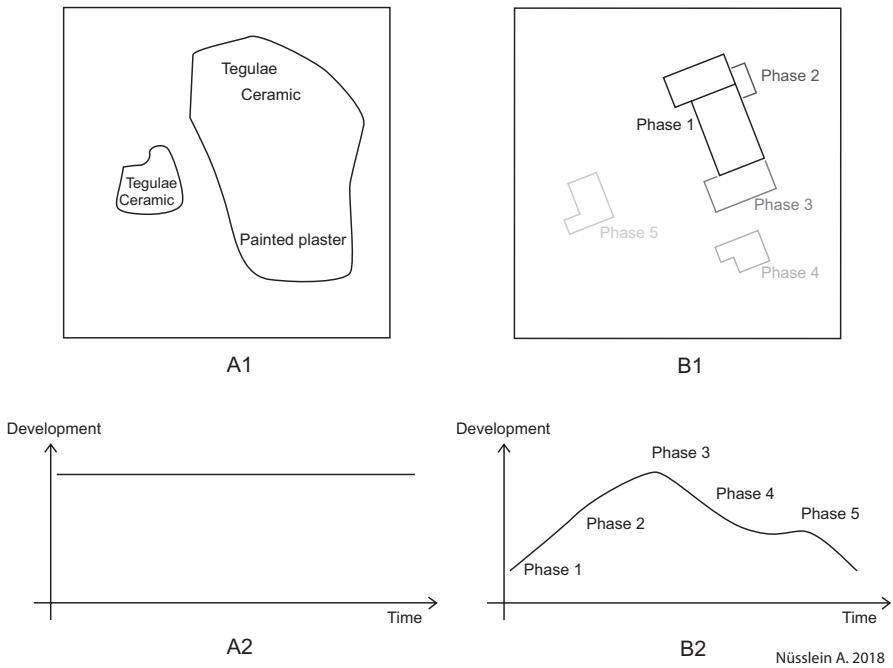 Tegulae
Ceramic
Tegulae
Ceramic
Painted plaster
A1
Phase 2
Phase 1
Phase 3
Phase 5
Phase 4
B1
Development
Time
A2
Development
Phase 3
Phase 4
Phase 5
Phase 2
Phase 1
Time
B2
Nüsslein A. 2018